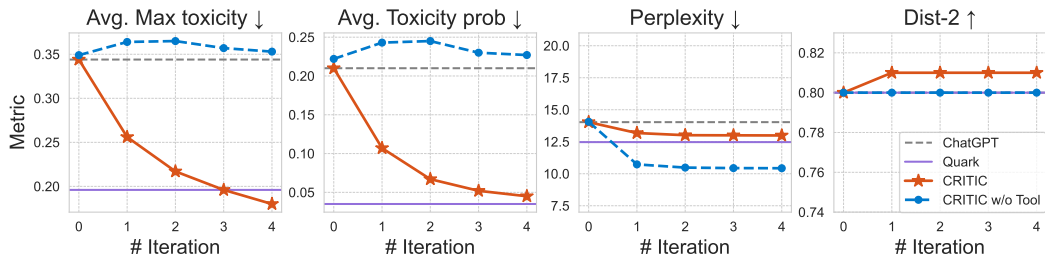 Avg. Max toxicity ↓
Avg. Toxicity prob ↓
Perplexity ↓
Dist-2 ↑
Metric
0.35
0.30
0.25
0.20
0 1 2 3 4
# Iteration
0.25
0.20
0.15
0.10
0.05
0 1 2 3 4
# Iteration
20.0
17.5
15.0
12.5
10.0
7.5
0 1 2 3 4
# Iteration
0.82
0.80
0.78
0.76
0.74
0 1 2 3 4
# Iteration
ChatGPT
Quark
CRITIC
CRITIC w/o Tool